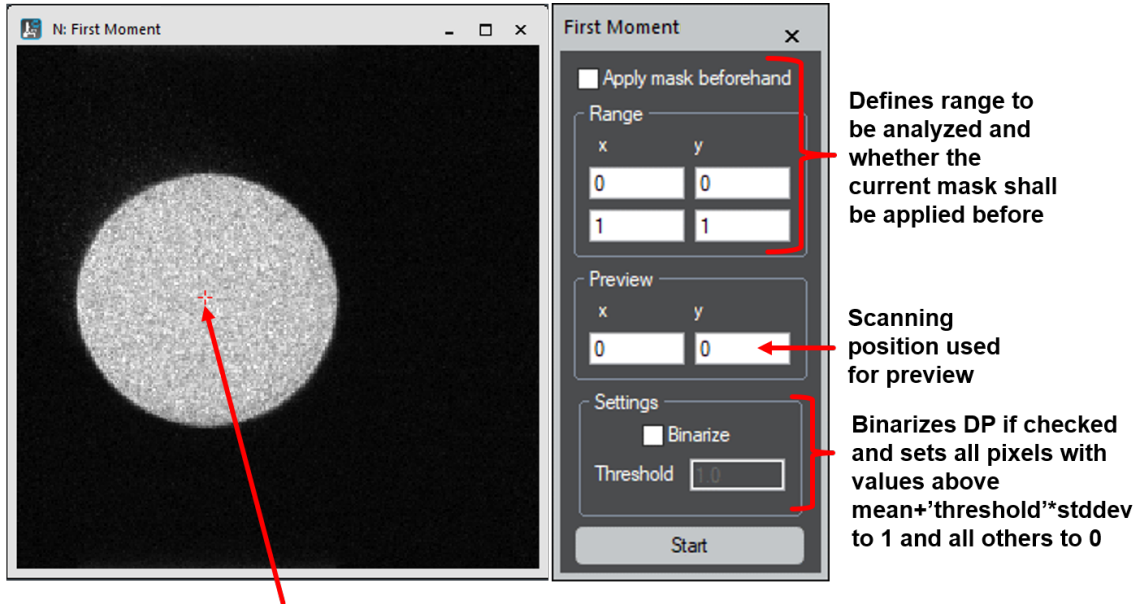 N: First Moment
First Moment
Apply mask beforehand
Range
x y
0 0
1 1
Preview
x y
0 0
Settings
Binarize
Threshold 1.0
Start
Defines range to
be analyzed and
whether the
current mask shall
be applied before
Scanning
position used
for preview
Binarizes DP if checked
and sets all pixels with
values above
mean+’threshold’*stddev
to 1 and all others to 0